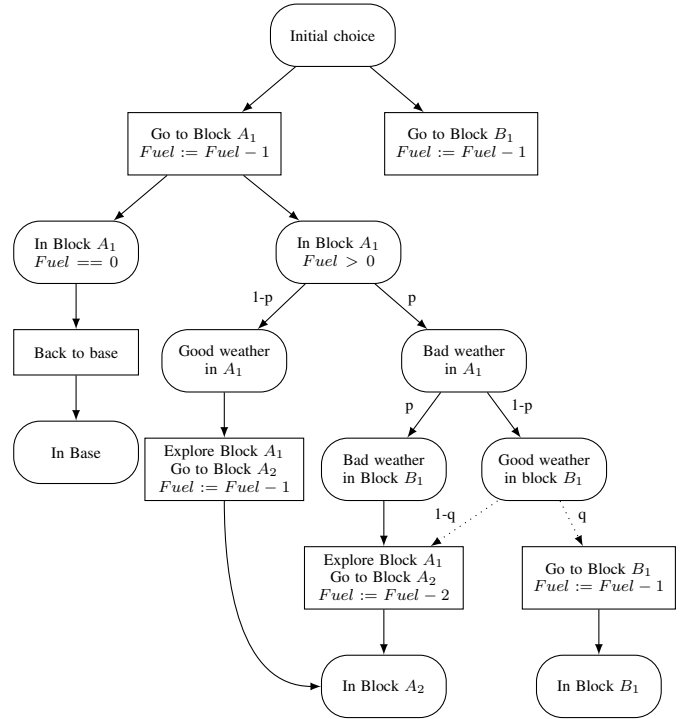 Initial choice
Go to Block A₁
Fuel := Fuel − 1
Go to Block B₁
Fuel := Fuel − 1
In Block A₁
Fuel == 0
In Block A₁
Fuel > 0
1-p
p
Back to base
Good weather
in A₁
Bad weather
in A₁
p
1-p
In Base
Explore Block A₁
Go to Block A₂
Fuel := Fuel − 1
Bad weather
in Block B₁
Good weather
in block B₁
1-q
q
Explore Block A₁
Go to Block A₂
Fuel := Fuel − 2
Go to Block B₁
Fuel := Fuel − 1
In Block A₂
In Block B₁